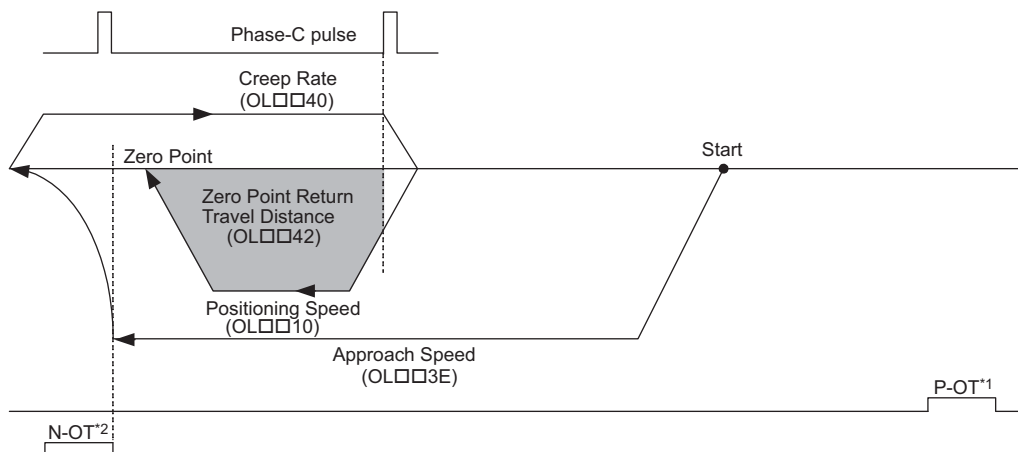 Phase-C pulse
Creep Rate
(OL□□40)
Zero Point
Start
Zero Point Return
Travel Distance
(OL□□42)
Positioning Speed
(OL□□10)
Approach Speed
(OL□□3E)
P-OT*1
N-OT*2